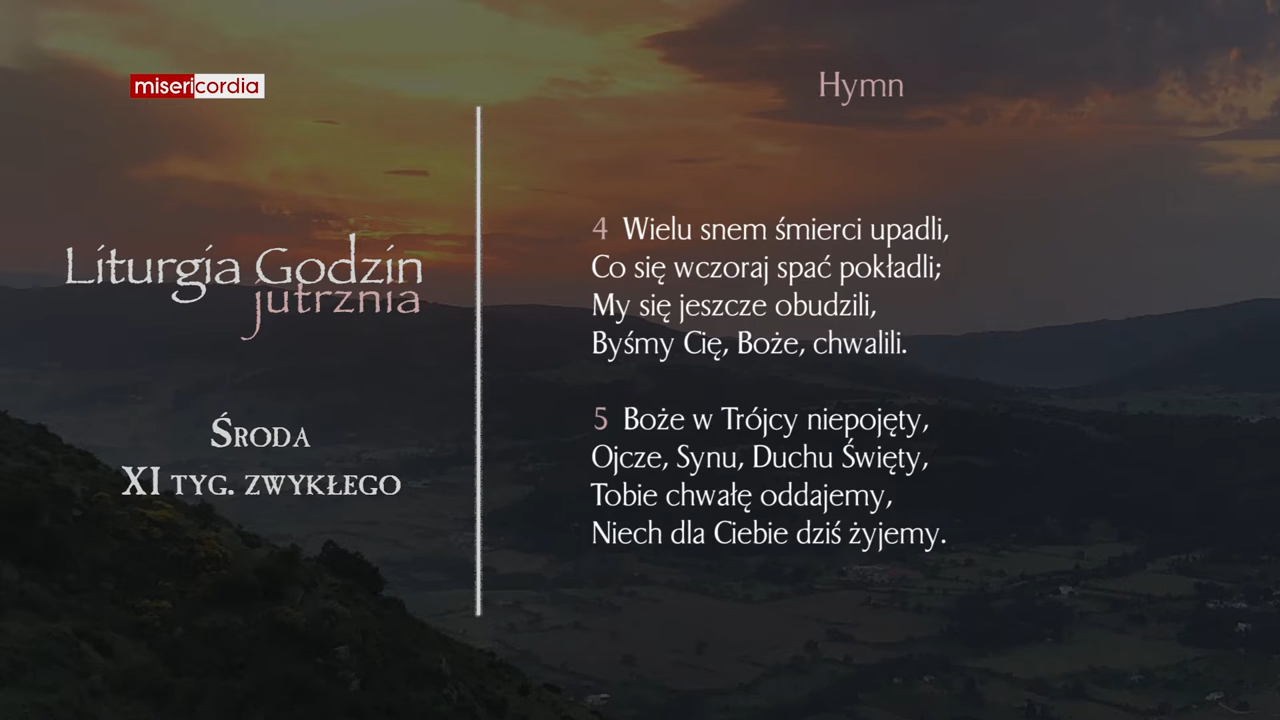 misericordia
Liturgia Godzin
jutrznia
Środa
XI tyg. zwykłego
Hymn
4 Wielu snem śmierci upadli,
Co się wczoraj spać pokładli;
My się jeszcze obudzili,
Byśmy Cię, Boże, chwalili.
5 Boże w Trójcy niepojęty,
Ojcze, Synu, Duchu Święty,
Tobie chwałę oddajemy,
Niech dla Ciebie dziś żyjemy.